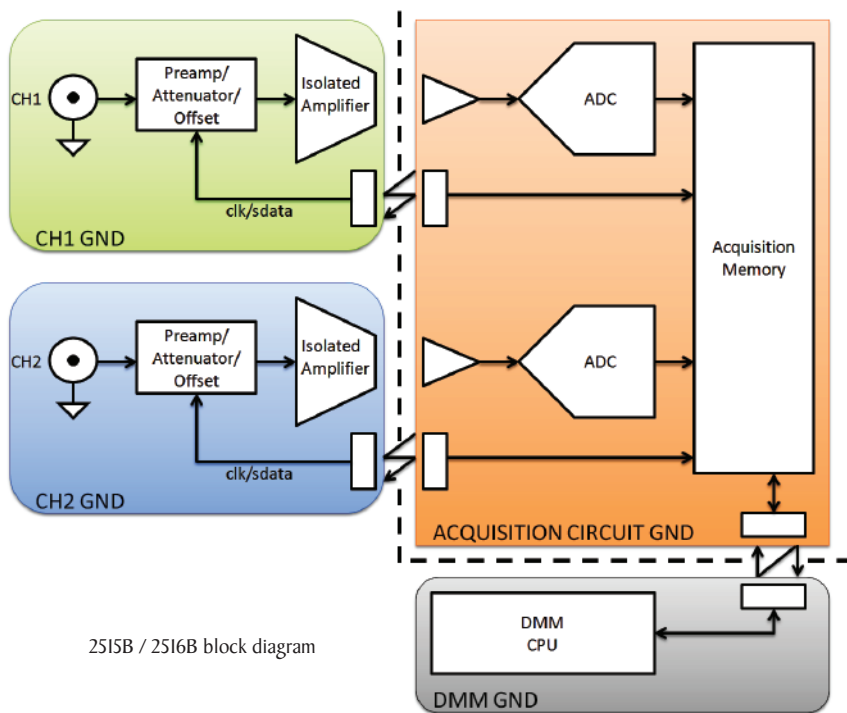 CH1
Preamp/
Attenuator/
Offset
Isolated
Amplifier
clk/sdata
CH1 GND
ADC
Acquisition
Memory
CH2
Preamp/
Attenuator/
Offset
Isolated
Amplifier
clk/sdata
CH2 GND
ADC
ACQUISITION CIRCUIT GND
DMM
CPU
DMM GND
2515B / 2516B block diagram